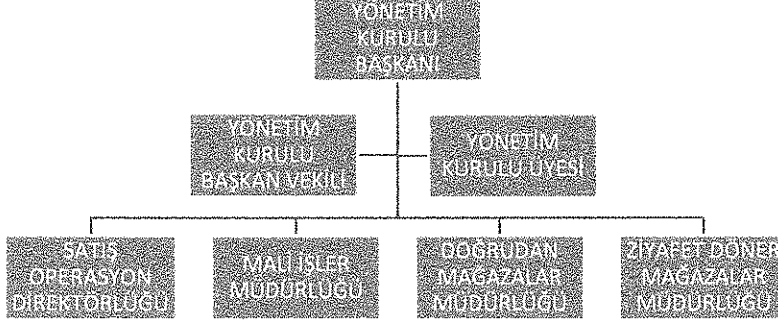 YÖNETİM
KURULU
BAŞKANI
YÖNETİM
KURULU
BAŞKAN VEKİLİ
YÖNETİM
KURULU ÜYESİ
SATIŞ
OPERASYON
DİREKTÖRLÜĞÜ
MALİ İŞLER
MÜDÜRLÜĞÜ
DOĞRUDAN
MAĞAZALAR
MÜDÜRLÜĞÜ
ZİYAFET DÖNER
MAĞAZALAR
MÜDÜRLÜĞÜ